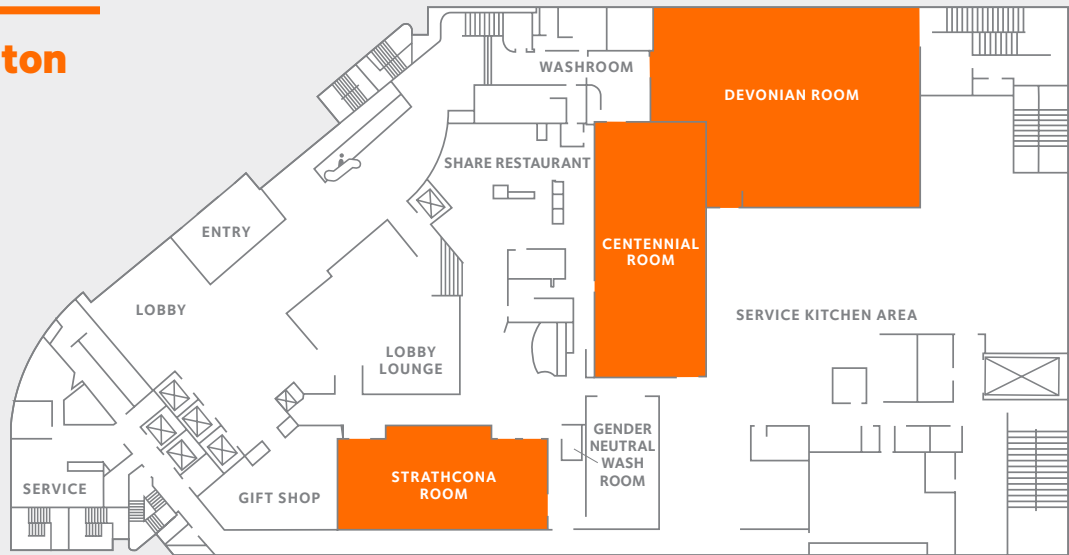 ton
WASHROOM
DEVONIAN ROOM
SHARE RESTAURANT
ENTRY
CENTENNIAL
ROOM
LOBBY
SERVICE KITCHEN AREA
LOBBY
LOUNGE
GENDER
NEUTRAL
WASH
ROOM
STRATHCONA
ROOM
SERVICE
GIFT SHOP